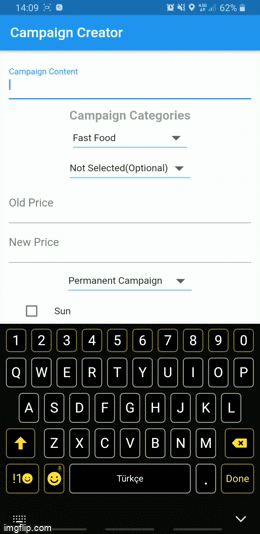 14:09 62%
Campaign Creator
Campaign Content
Campaign Categories
Fast Food
Not Selected(Optional)
Old Price
New Price
Permanent Campaign
Sun
1 2 3 4 5 6 7 8 9 0
Q W E R T Y U I O P
A S D F G H J K L
Z X C V B N M
!1☺ Türkçe . Done
imgflip.com